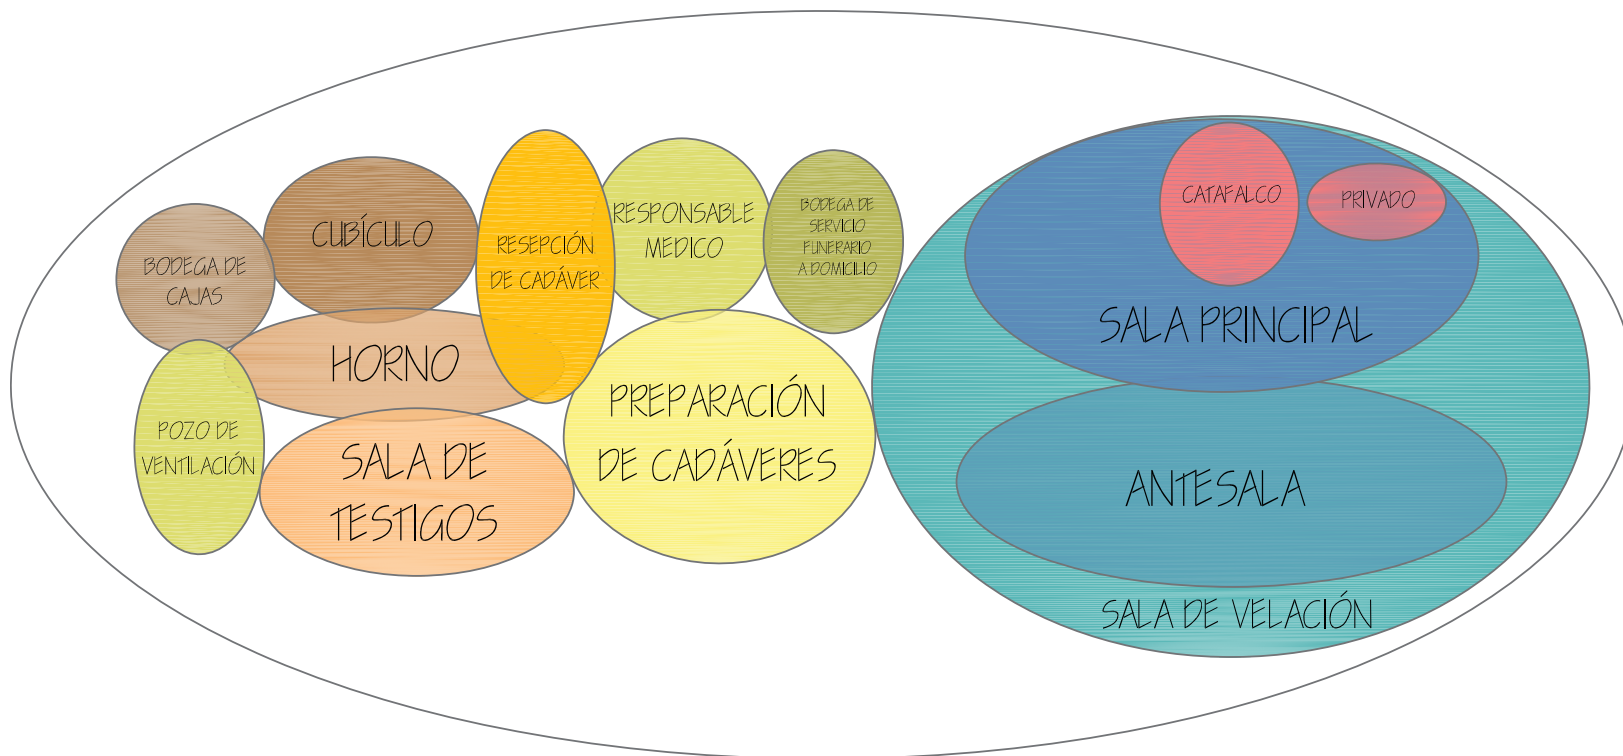 BODEGA DE
CAJAS
CUBÍCULO
RESEPCIÓN
DE CADÁVER
RESPONSABLE
MEDICO
BODEGA DE
SERVICIO
FUNERARIO
A DOMICILIO
HORNO
POZO DE
VENTILACIÓN
SALA DE
TESTIGOS
PREPARACIÓN
DE CADÁVERES
CATAFALCO
PRIVADO
SALA PRINCIPAL
ANTESALA
SALA DE VELACIÓN